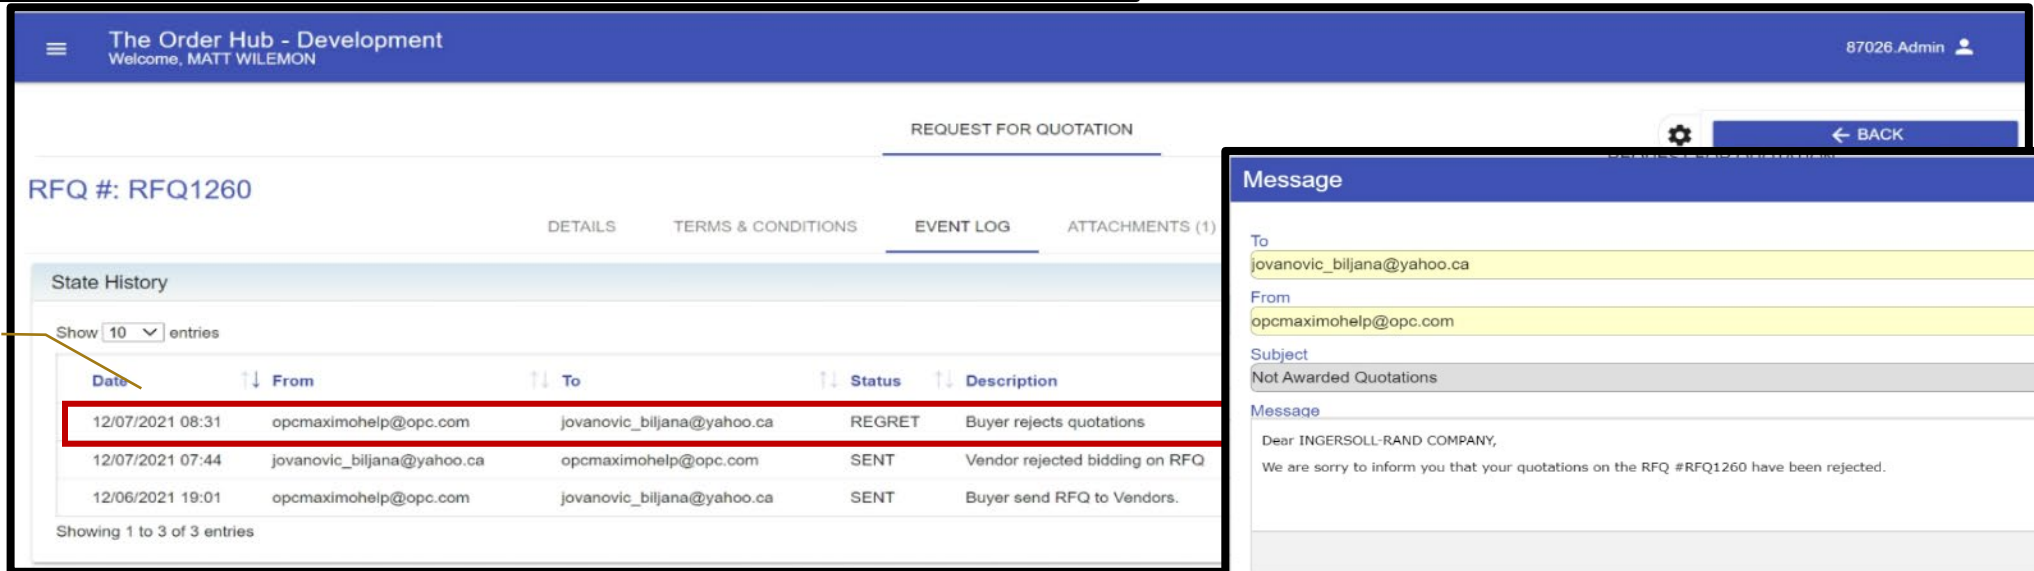 The Order Hub - Development
Welcome, MATT WILEMON
87026.Admin
REQUEST FOR QUOTATION
← BACK
RFQ #: RFQ1260
DETAILS TERMS & CONDITIONS EVENT LOG ATTACHMENTS (1)
State History
Show 10 entries
Date From To Status Description
12/07/2021 08:31 opcmaximohelp@opc.com jovanovic_biljana@yahoo.ca REGRET Buyer rejects quotations
12/07/2021 07:44 jovanovic_biljana@yahoo.ca opcmaximohelp@opc.com SENT Vendor rejected bidding on RFQ
12/06/2021 19:01 opcmaximohelp@opc.com jovanovic_biljana@yahoo.ca SENT Buyer send RFQ to Vendors.
Showing 1 to 3 of 3 entries
Message
To
jovanovic_biljana@yahoo.ca
From
opcmaximohelp@opc.com
Subject
Not Awarded Quotations
Message
Dear INGERSOLL-RAND COMPANY,
We are sorry to inform you that your quotations on the RFQ #RFQ1260 have been rejected.